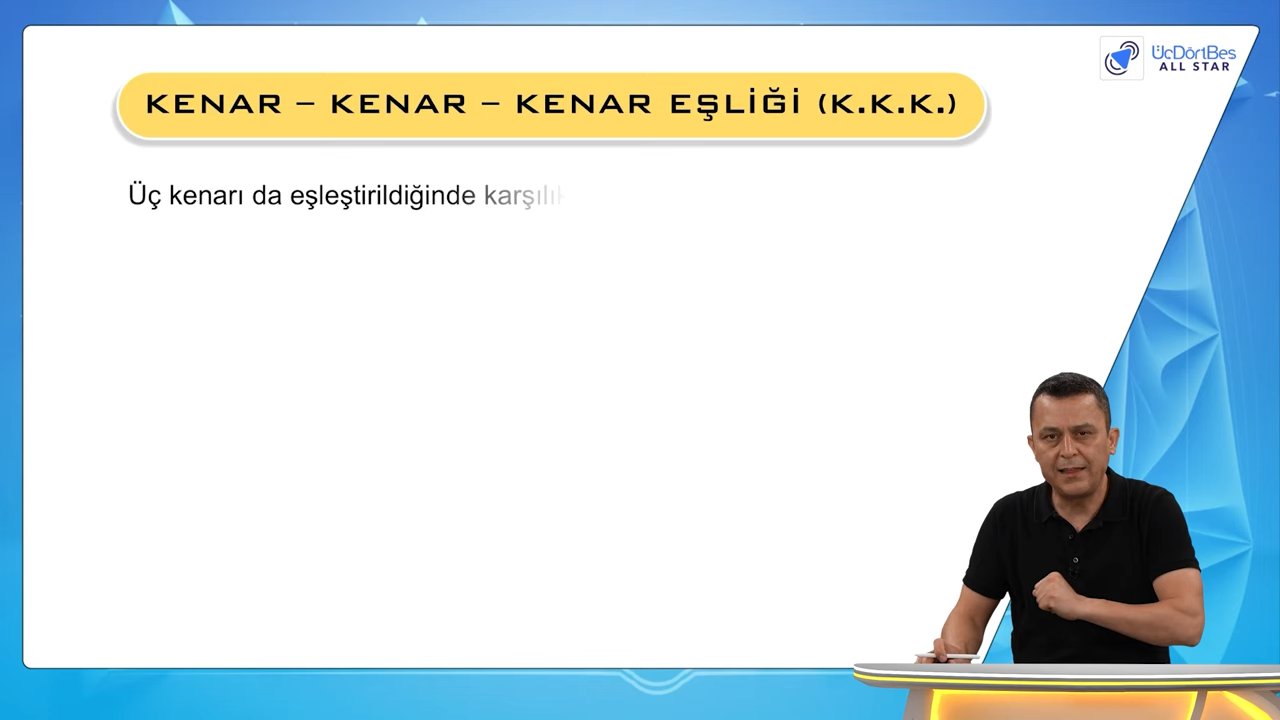 ÜçDörtBeş
ALL STAR
KENAR – KENAR – KENAR EŞLİĞİ (K.K.K.)
Üç kenarı da eşleştirildiğinde